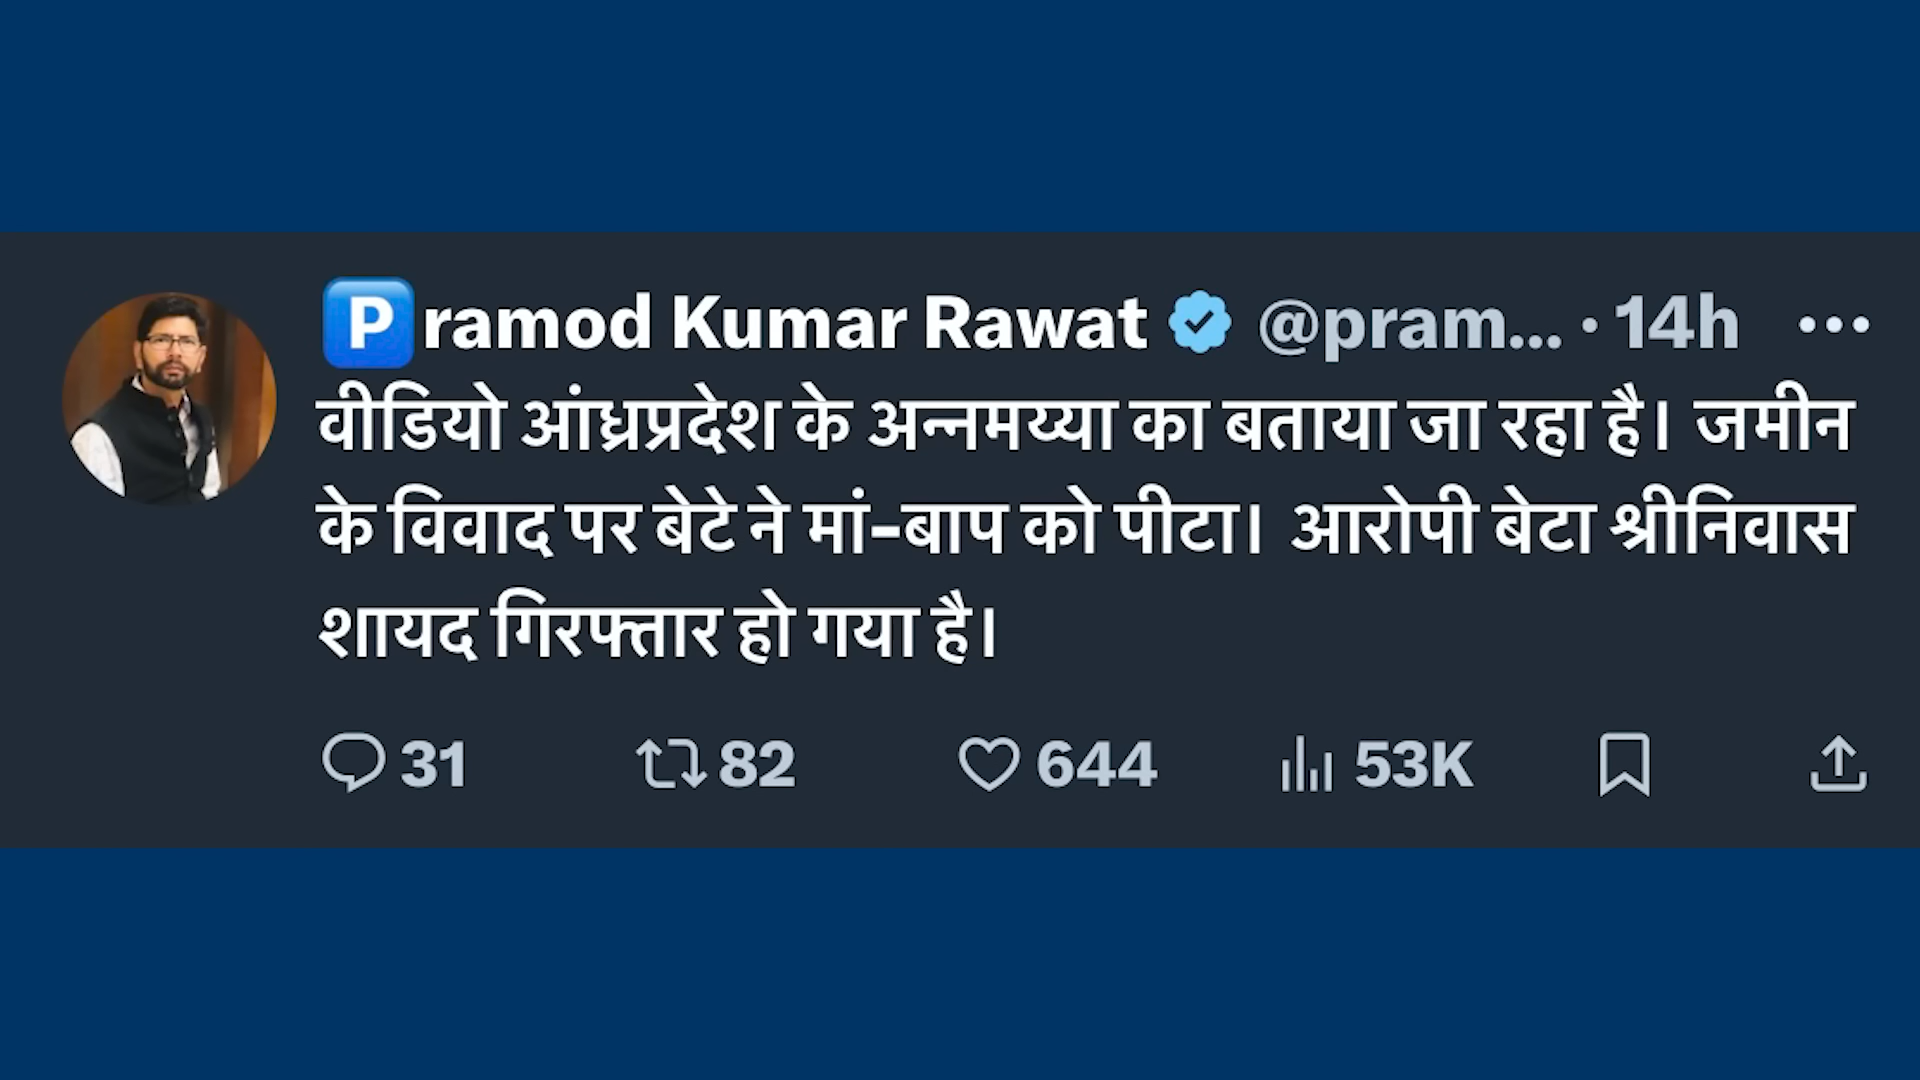 🅿️ramod Kumar Rawat @pram... · 14h
वीडियो आंध्रप्रदेश के अन्नमय्या का बताया जा रहा है। जमीन
के विवाद पर बेटे ने मां-बाप को पीटा। आरोपी बेटा श्रीनिवास
शायद गिरफ्तार हो गया है।
31 82 644 53K